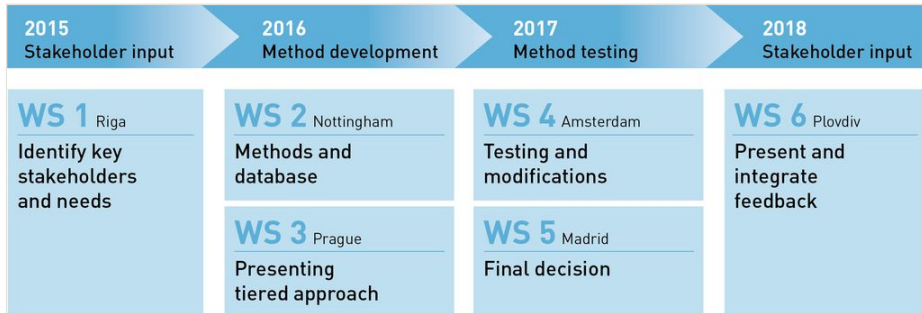 2015
Stakeholder input
2016
Method development
2017
Method testing
2018
Stakeholder input
WS 1 Riga
Identify key
stakeholders
and needs
WS 2 Nottingham
Methods and
database
WS 3 Prague
Presenting
tiered approach
WS 4 Amsterdam
Testing and
modifications
WS 5 Madrid
Final decision
WS 6 Plovdiv
Present and
integrate
feedback